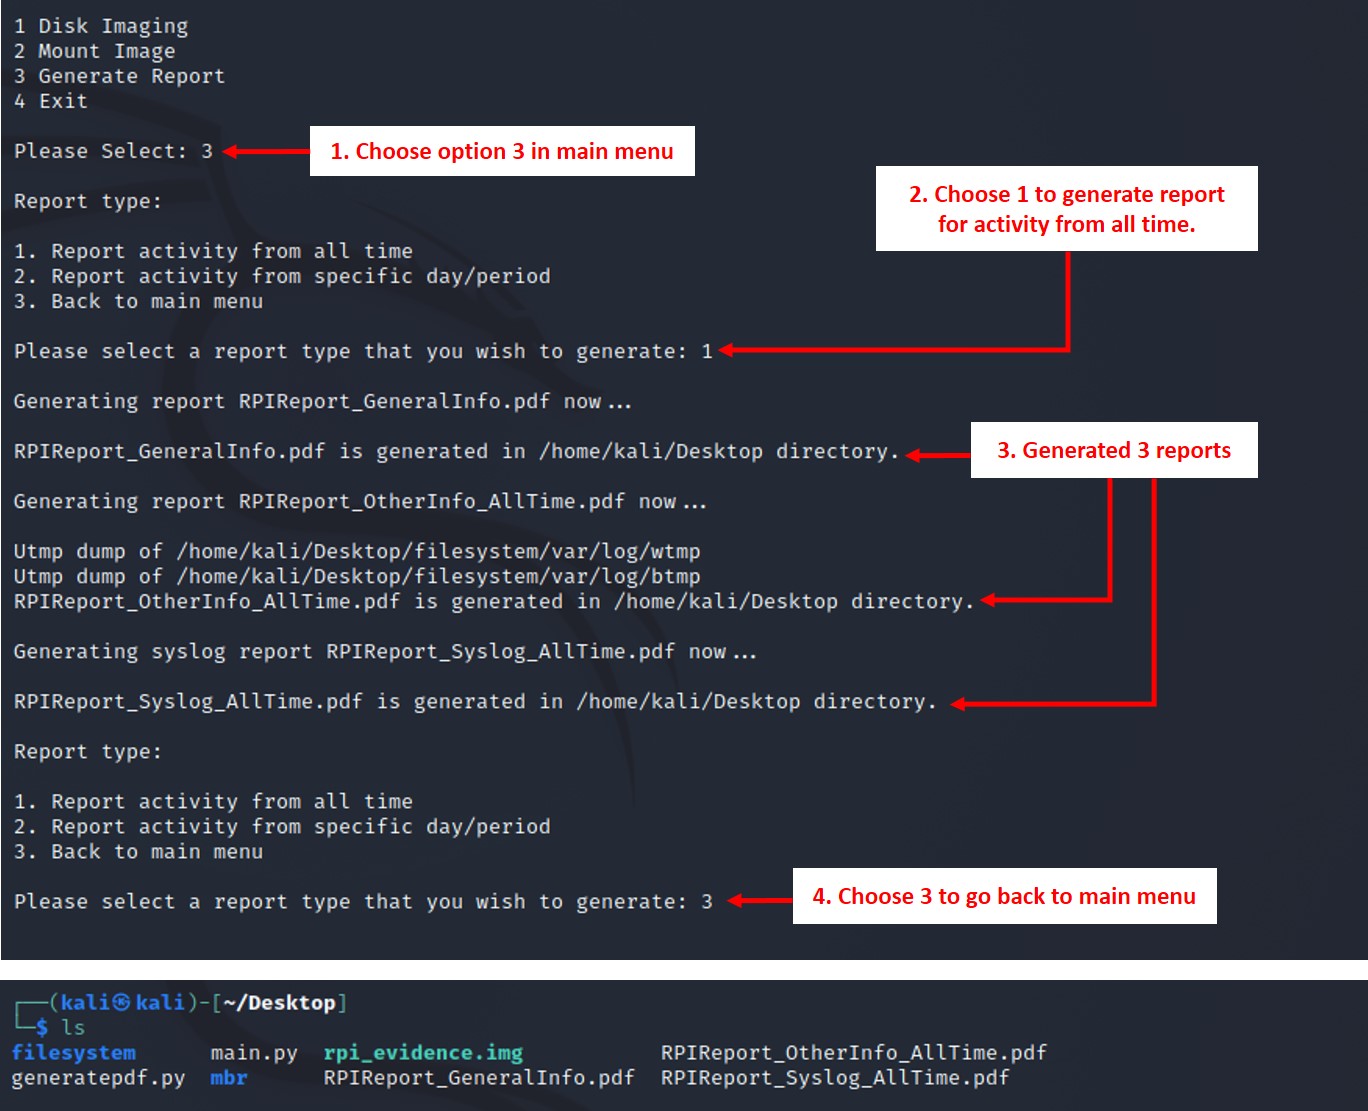 1 Disk Imaging
2 Mount Image
3 Generate Report
4 Exit
Please Select: 3
1. Choose option 3 in main menu
2. Choose 1 to generate report
for activity from all time.
Report type:
1. Report activity from all time
2. Report activity from specific day/period
3. Back to main menu
Please select a report type that you wish to generate: 1
Generating report RPIReport_GeneralInfo.pdf now...
RPIReport_GeneralInfo.pdf is generated in /home/kali/Desktop directory.
3. Generated 3 reports
Generating report RPIReport_OtherInfo_AllTime.pdf now...
Utmp dump of /home/kali/Desktop/filesystem/var/log/wtmp
Utmp dump of /home/kali/Desktop/filesystem/var/log/btmp
RPIReport_OtherInfo_AllTime.pdf is generated in /home/kali/Desktop directory.
Generating syslog report RPIReport_Syslog_AllTime.pdf now...
RPIReport_Syslog_AllTime.pdf is generated in /home/kali/Desktop directory.
Report type:
1. Report activity from all time
2. Report activity from specific day/period
3. Back to main menu
Please select a report type that you wish to generate: 3
4. Choose 3 to go back to main menu
┌──(kali㉿kali)-[~/Desktop]
└─$ ls
filesystem main.py rpi_evidence.img RPIReport_OtherInfo_AllTime.pdf
generatepdf.py mbr RPIReport_GeneralInfo.pdf RPIReport_Syslog_AllTime.pdf